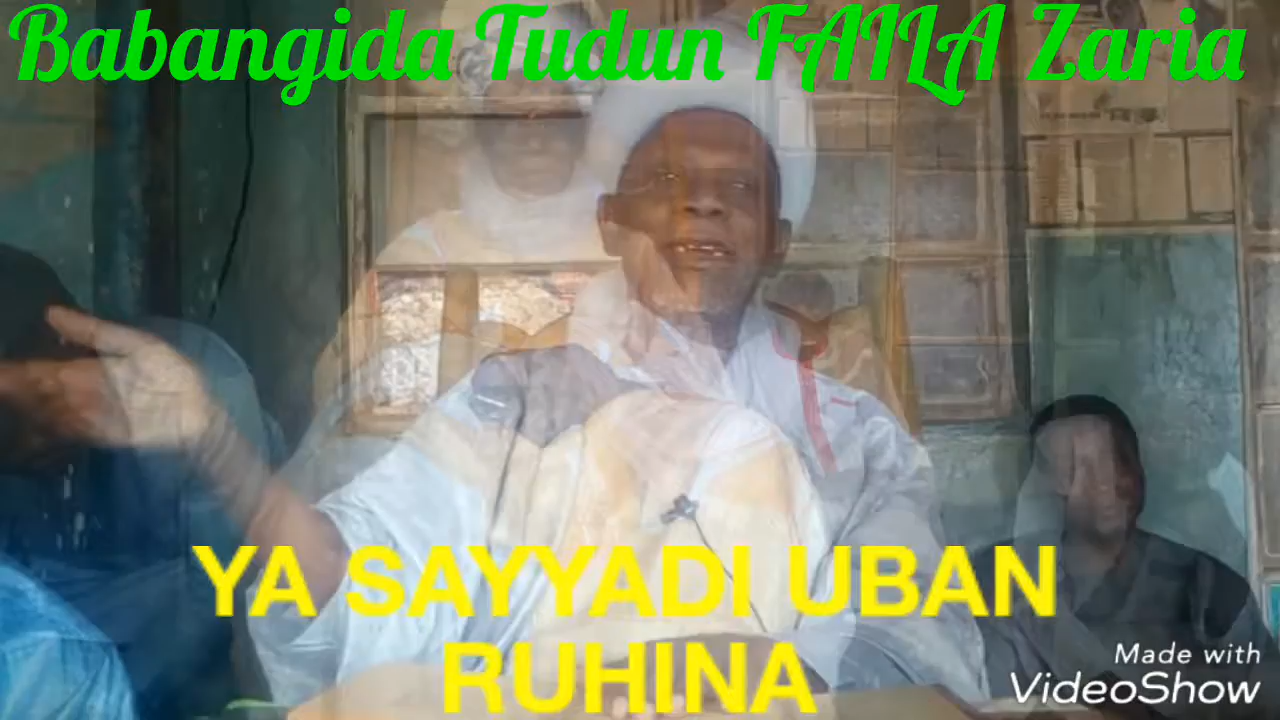 Babangida Tudun FAILA Zaria
YA SAYYADI UBAN
RUHINA
Made with
VideoShow